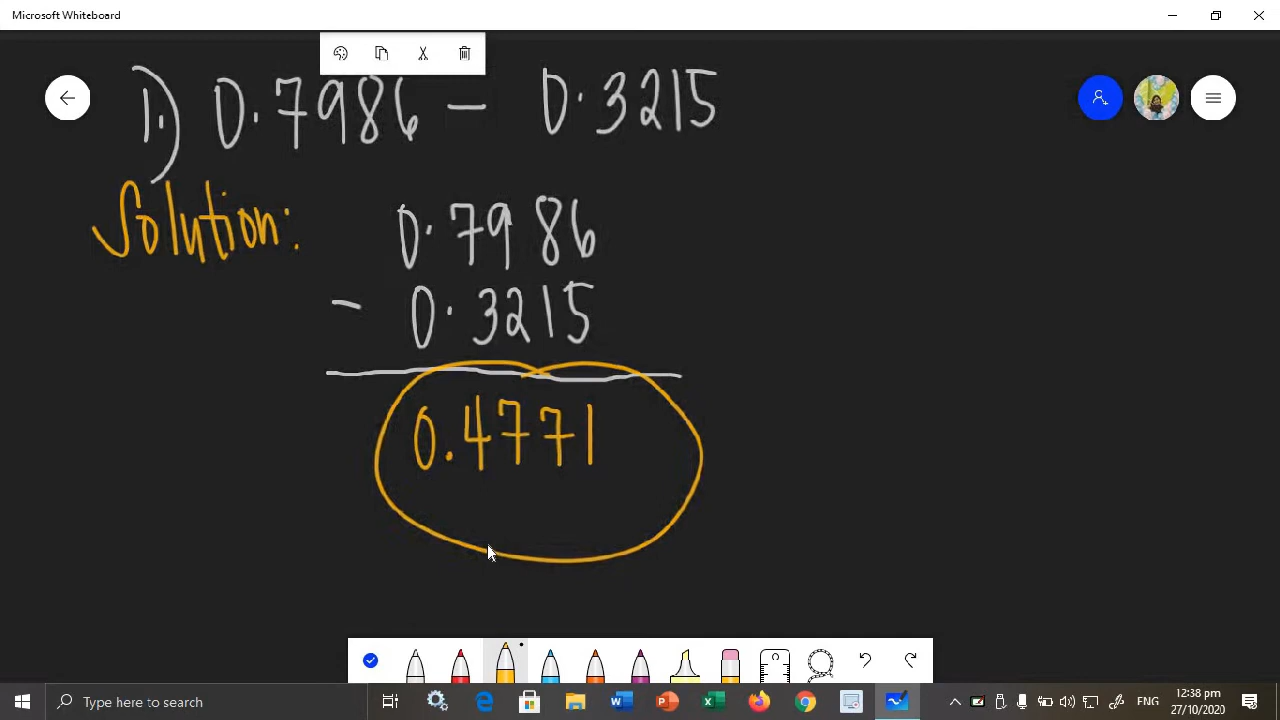 Microsoft Whiteboard
1.) 0.7986 - 0.3215
Solution:
0.7986
- 0.3215
0.4771
Type here to search
ENG
12:38 pm
27/10/2020